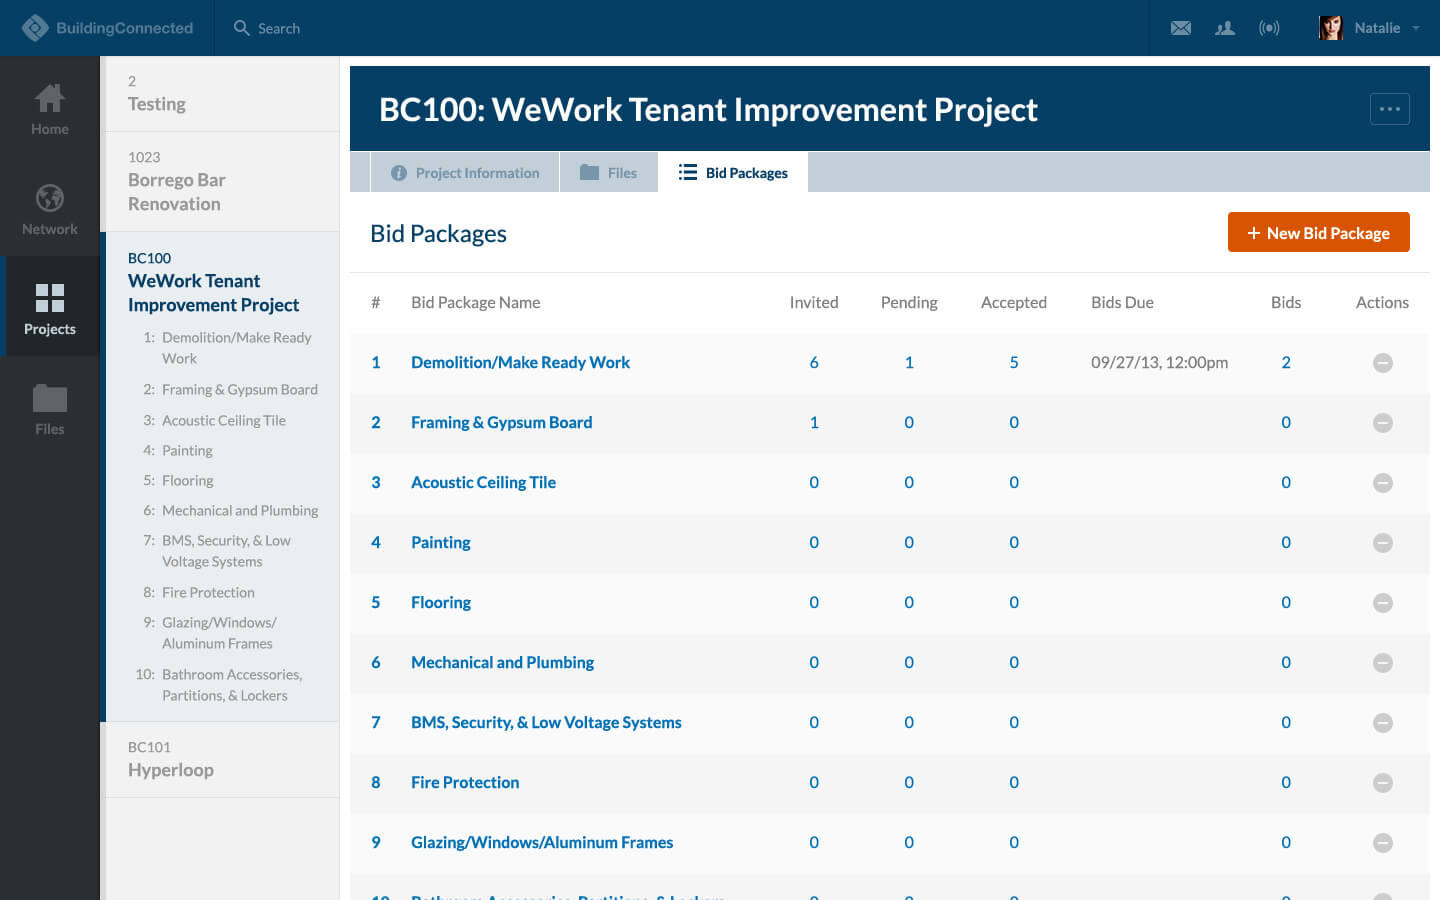 BuildingConnected
Search
Natalie
Home
Network
Projects
Files
2
Testing
1023
Borrego Bar
Renovation
BC100
WeWork Tenant
Improvement Project
1: Demolition/Make Ready
Work
2: Framing & Gypsum Board
3: Acoustic Ceiling Tile
4: Painting
5: Flooring
6: Mechanical and Plumbing
7: BMS, Security, & Low
Voltage Systems
8: Fire Protection
9: Glazing/Windows/
Aluminum Frames
10: Bathroom Accessories,
Partitions, & Lockers
BC101
Hyperloop
BC100: WeWork Tenant Improvement Project
Project Information
Files
Bid Packages
Bid Packages
+ New Bid Package
# Bid Package Name Invited Pending Accepted Bids Due Bids Actions
1 Demolition/Make Ready Work 6 1 5 09/27/13, 12:00pm 2
2 Framing & Gypsum Board 1 0 0 0
3 Acoustic Ceiling Tile 0 0 0 0
4 Painting 0 0 0 0
5 Flooring 0 0 0 0
6 Mechanical and Plumbing 0 0 0 0
7 BMS, Security, & Low Voltage Systems 0 0 0 0
8 Fire Protection 0 0 0 0
9 Glazing/Windows/Aluminum Frames 0 0 0 0
10 Bathroom Accessories, Partitions, & Lockers 0 0 0 0